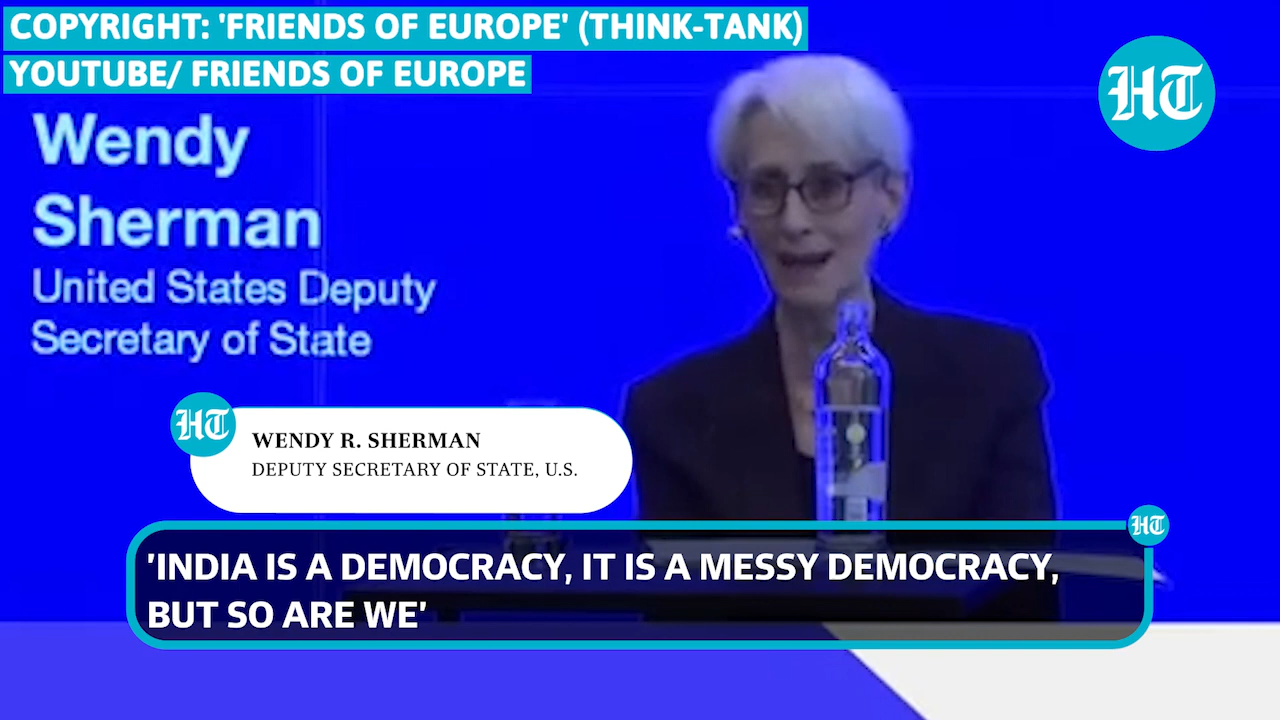 COPYRIGHT: 'FRIENDS OF EUROPE' (THINK-TANK)
YOUTUBE/ FRIENDS OF EUROPE
HT
Wendy
Sherman
United States Deputy
Secretary of State
HT
WENDY R. SHERMAN
DEPUTY SECRETARY OF STATE, U.S.
HT
'INDIA IS A DEMOCRACY, IT IS A MESSY DEMOCRACY,
BUT SO ARE WE'